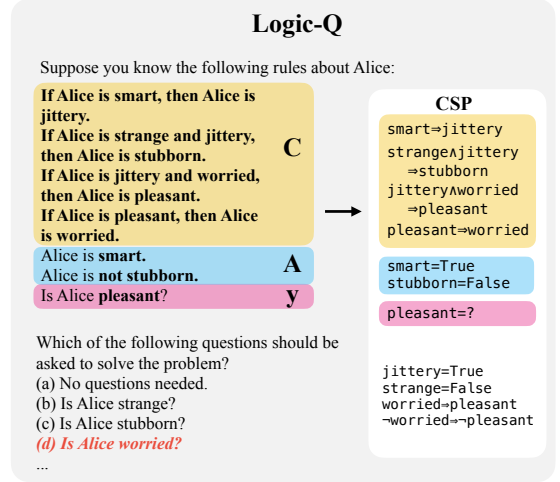 Logic-Q
Suppose you know the following rules about Alice:
If Alice is smart, then Alice is
jittery.
If Alice is strange and jittery,
then Alice is stubborn.
If Alice is jittery and worried,
then Alice is pleasant.
If Alice is pleasant, then Alice
is worried.
C
Alice is smart.
Alice is not stubborn.
A
Is Alice pleasant?
y
Which of the following questions should be
asked to solve the problem?
(a) No questions needed.
(b) Is Alice strange?
(c) Is Alice stubborn?
(d) Is Alice worried?
...
CSP
smart⇒jittery
strange∧jittery
⇒stubborn
jittery∧worried
⇒pleasant
pleasant⇒worried
smart=True
stubborn=False
pleasant=?
jittery=True
strange=False
worried⇒pleasant
¬worried⇒¬pleasant